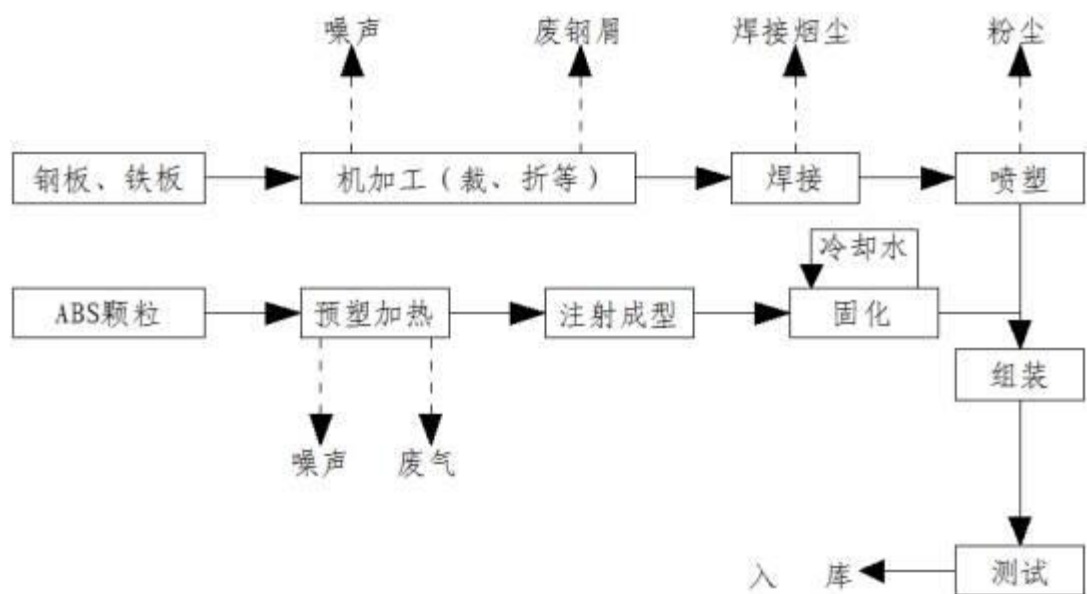 噪声 废钢屑 焊接烟尘 粉尘
钢板、铁板 机加工（裁、折等） 焊接 喷塑
冷却水
ABS颗粒 预塑加热 注射成型 固化
组装
噪声 废气
入 库 测试